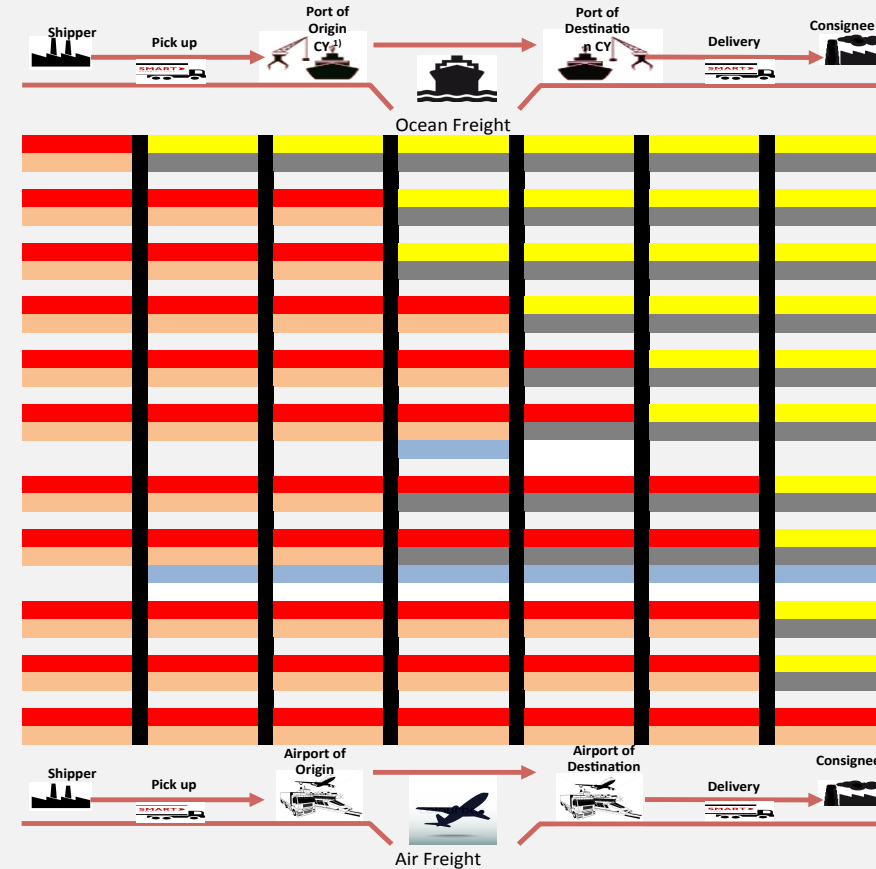 Shipper
Pick up
SMART
Port of
Origin
CY 1)
Ocean Freight
Port of
Destinatio
n CY
Delivery
SMART
Consignee
Shipper
Pick up
SMART
Airport of
Origin
Air Freight
Airport of
Destination
Delivery
SMART
Consignee